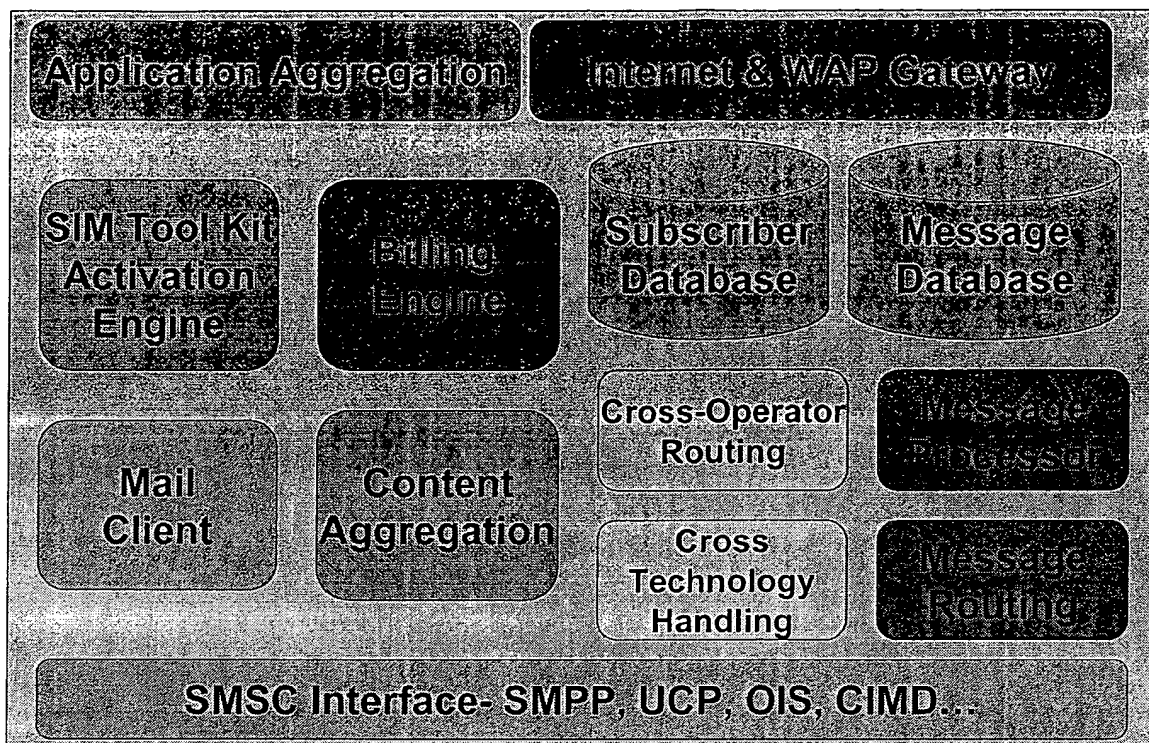 Application Aggregation
Internet & WAP Gateway
SIM Tool Kit
Activation
Engine
Billing
Engine
Subscriber
Database
Message
Database
Cross-Operator
Routing
Message
Processor
Mail
Client
Content
Aggregation
Cross
Technology
Handling
Message
Routing
SMSC Interface- SMPP, UCP, OIS, CIMD...